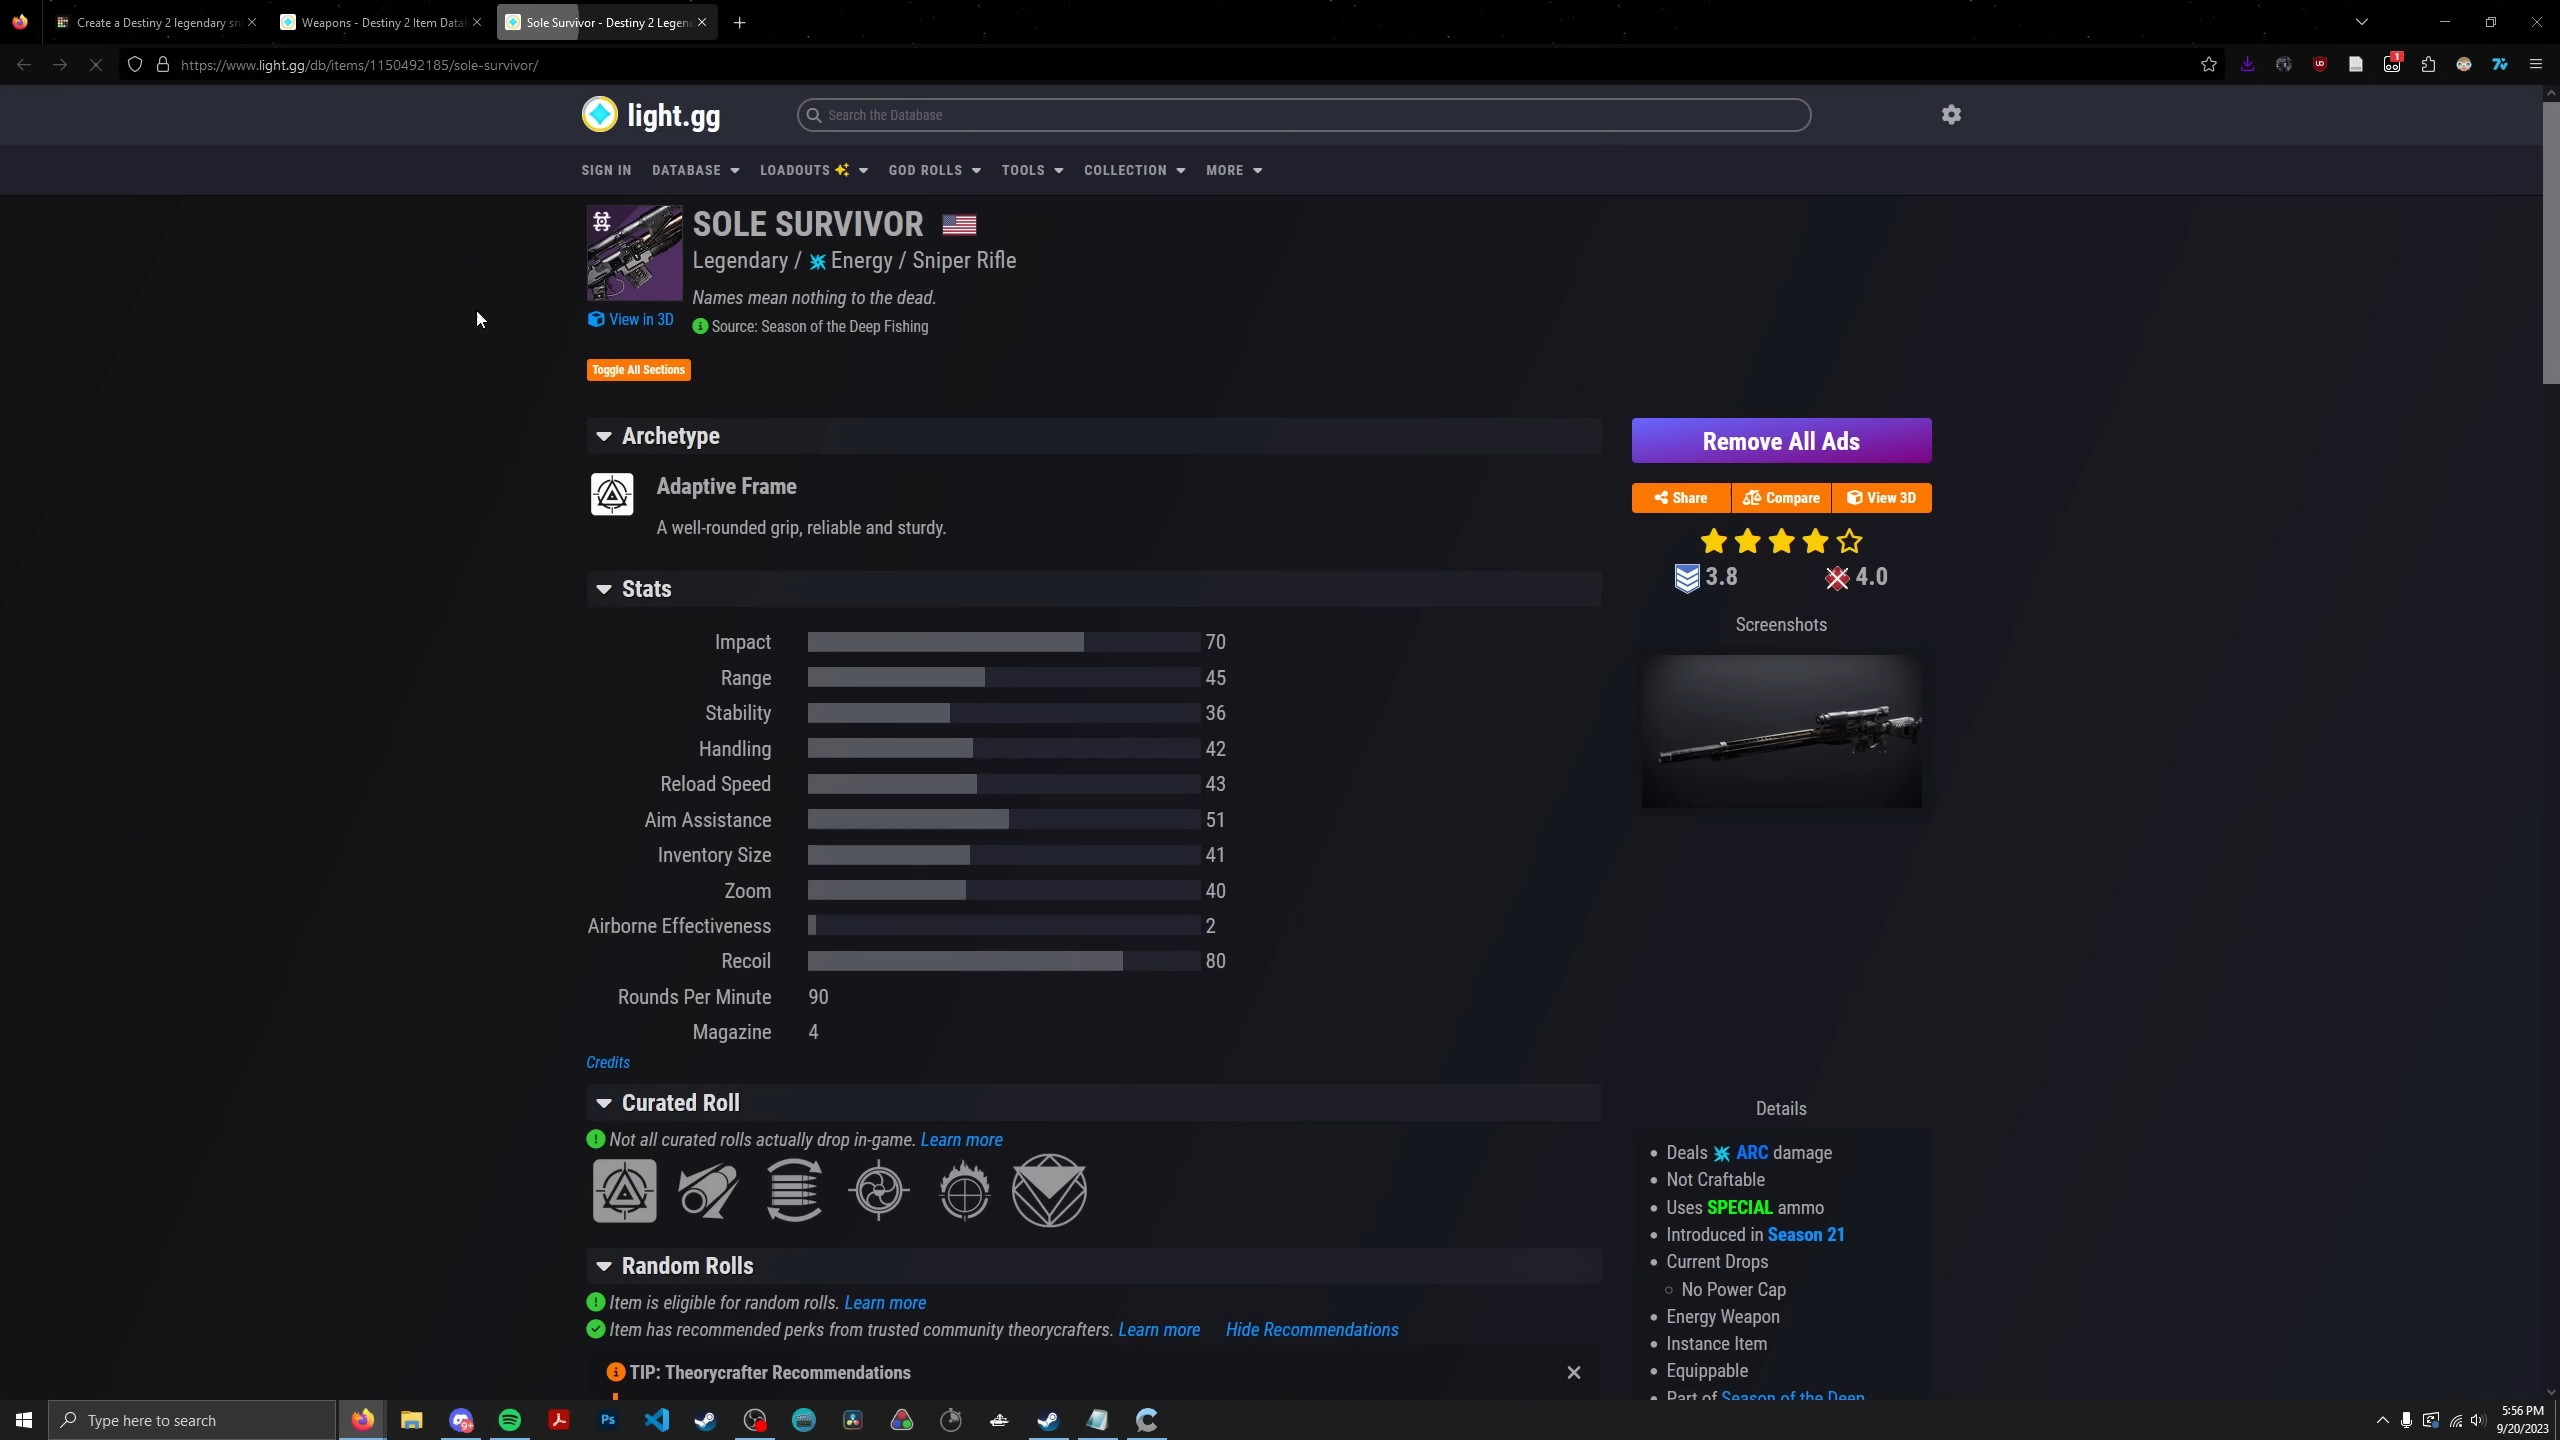 Create a Destiny 2 legendary sn
Weapons - Destiny 2 Item Data
Sole Survivor - Destiny 2 Legen
https://www.light.gg/db/items/1150492185/sole-survivor/
1
light.gg
Search the Database
SIGN IN DATABASE LOADOUTS GOD ROLLS TOOLS COLLECTION MORE
SOLE SURVIVOR
Legendary / Energy / Sniper Rifle
Names mean nothing to the dead.
View in 3D
Source: Season of the Deep Fishing
Toggle All Sections
Archetype
Adaptive Frame
A well-rounded grip, reliable and sturdy.
Stats
Impact 70
Range 45
Stability 36
Handling 42
Reload Speed 43
Aim Assistance 51
Inventory Size 41
Zoom 40
Airborne Effectiveness 2
Recoil 80
Rounds Per Minute 90
Magazine 4
Credits
Curated Roll
Not all curated rolls actually drop in-game. Learn more
Random Rolls
Item is eligible for random rolls. Learn more
Item has recommended perks from trusted community theorycrafters. Learn more Hide Recommendations
TIP: Theorycrafter Recommendations
Remove All Ads
Share Compare View 3D
3.8 4.0
Screenshots
Details
Deals ARC damage
Not Craftable
Uses SPECIAL ammo
Introduced in Season 21
Current Drops
No Power Cap
Energy Weapon
Instance Item
Equippable
Part of Season of the Deep
Type here to search
9+
Ps
5:56 PM
9/20/2023